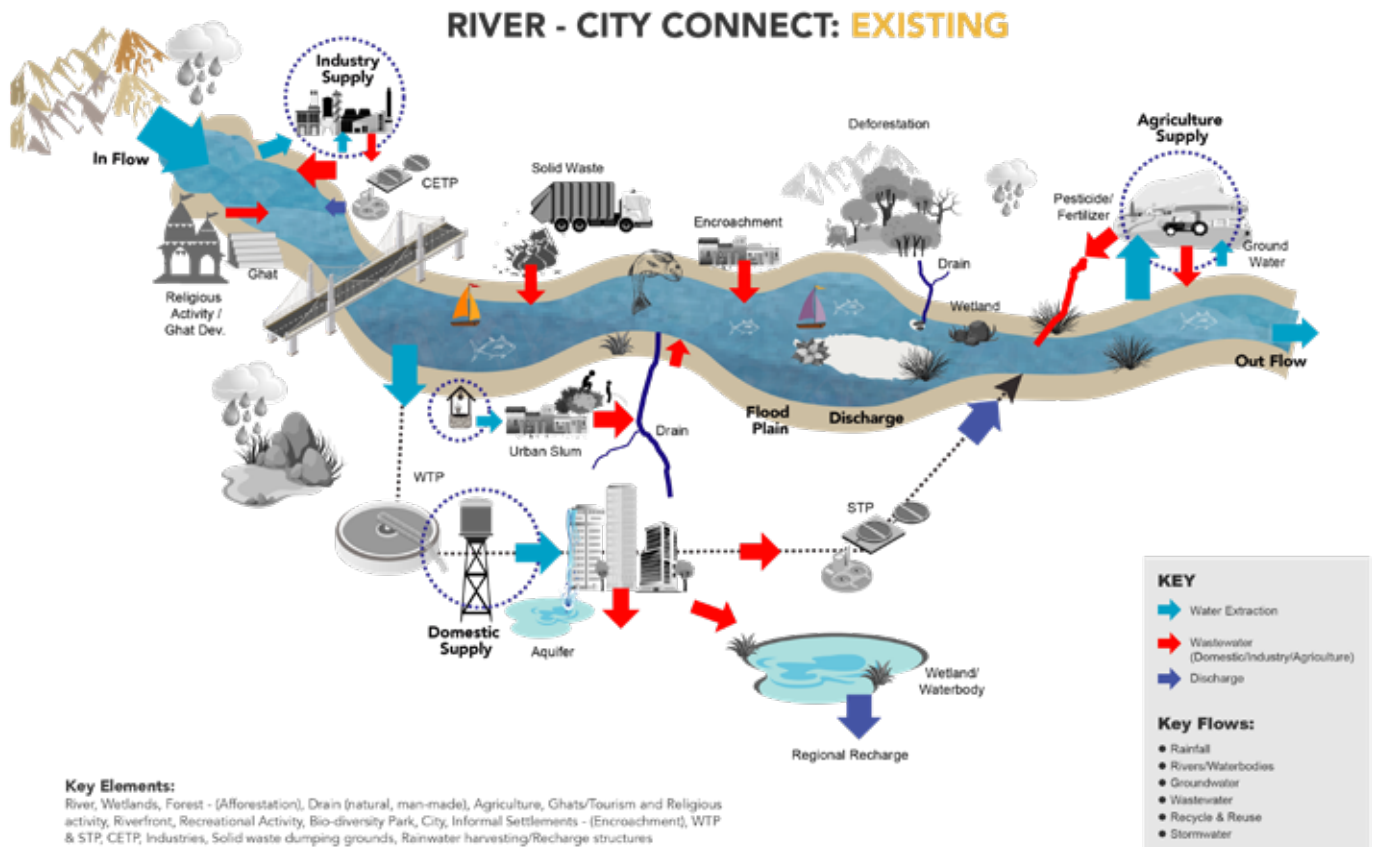 RIVER - CITY CONNECT: EXISTING
Industry
Supply
In Flow
CETP
Solid Waste
Encroachment
Deforestation
Agriculture
Supply
Pesticide/
Fertilizer
Ground
Water
Ghat
Religious
Activity /
Ghat Dev.
Drain
Wetland
Out Flow
Flood
Plain
Discharge
Urban Slum
Drain
WTP
STP
Domestic
Supply
Aquifer
Wetland/
Waterbody
Regional Recharge
KEY
Water Extraction
Wastewater
(Domestic/Industry/Agriculture)
Discharge
Key Flows:
● Rainfall
● Rivers/Waterbodies
● Groundwater
● Wastewater
● Recycle & Reuse
● Stormwater
Key Elements:
River, Wetlands, Forest - (Afforestation), Drain (natural, man-made), Agriculture, Ghats/Tourism and Religious
activity, Riverfront, Recreational Activity, Bio-diversity Park, City, Informal Settlements - (Encroachment), WTP
& STP, CETP, Industries, Solid waste dumping grounds, Rainwater harvesting/Recharge structures